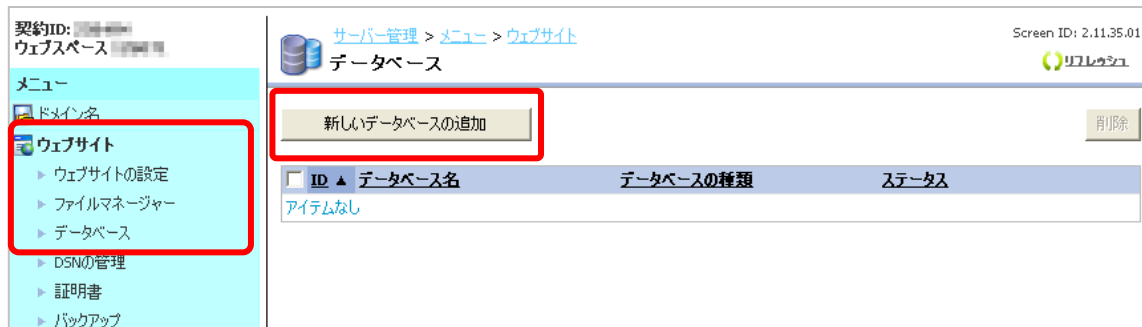 契約ID:
ウェブスペース
メニュー
ドメイン名
ウェブサイト
ウェブサイトの設定
ファイルマネージャー
データベース
DSNの管理
証明書
バックアップ
サーバー管理 > メニュー > ウェブサイト
データベース
Screen ID: 2.11.35.01
リフレッシュ
新しいデータベースの追加
削除
ID ▲ データベース名 データベースの種類 ステータス
アイテムなし